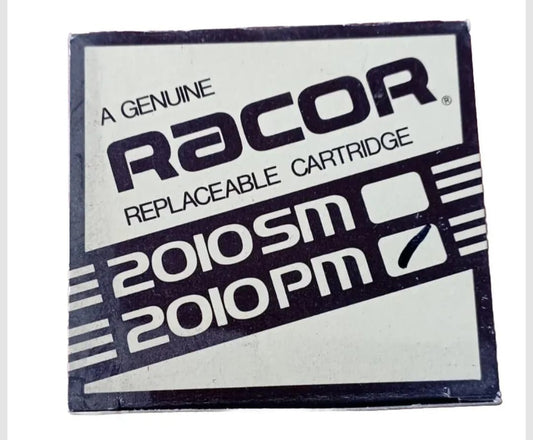 A GENUINE
RACOR®
REPLACEABLE CARTRIDGE
2010SM
2010PM